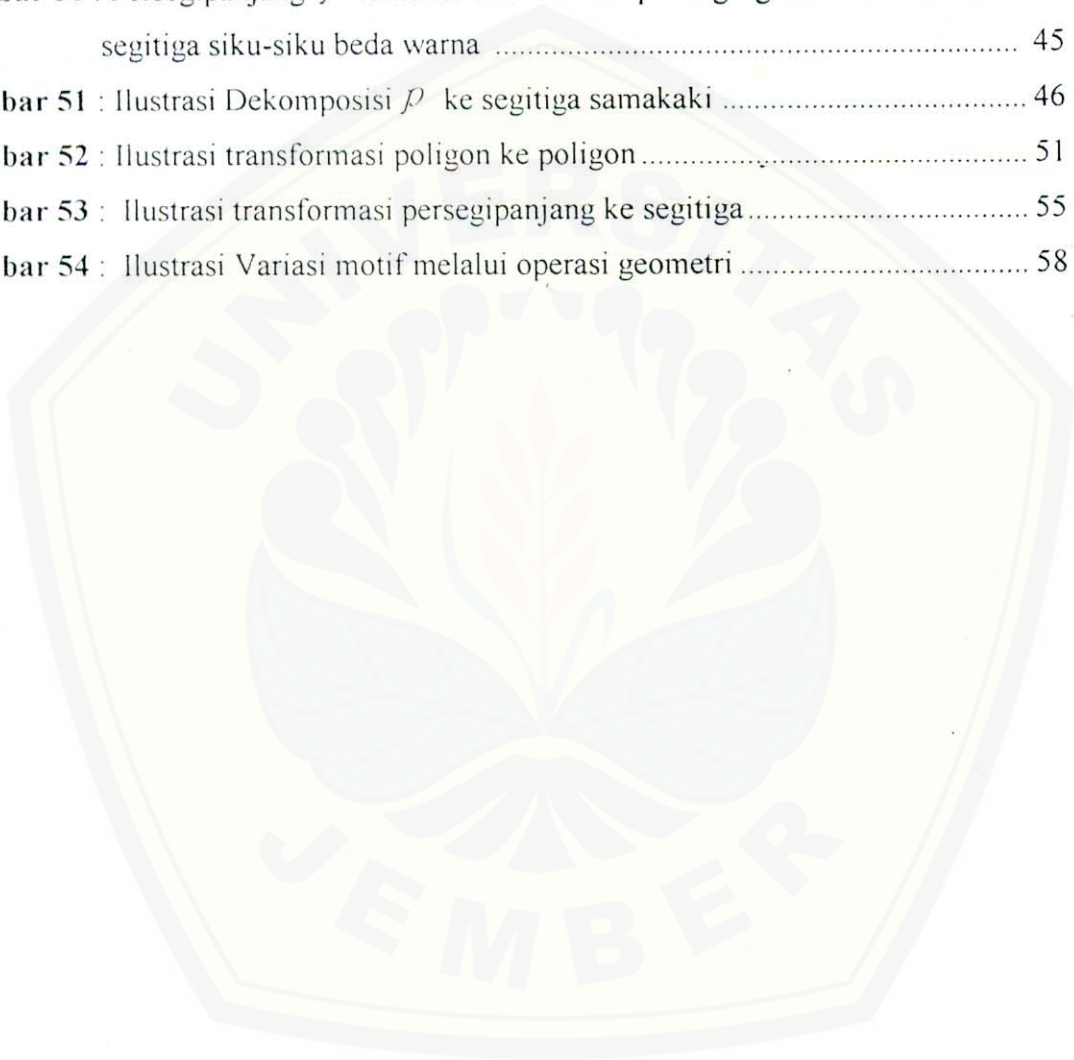 segitiga siku-siku beda warna ........ 45
bar 51 : Ilustrasi Dekomposisi 𝒫 ke segitiga samakaki ........ 46
bar 52 : Ilustrasi transformasi poligon ke poligon ........ 51
bar 53 : Ilustrasi transformasi persegipanjang ke segitiga ........ 55
bar 54 : Ilustrasi Variasi motif melalui operasi geometri ........ 58
UNIVERSITAS
JEMBER